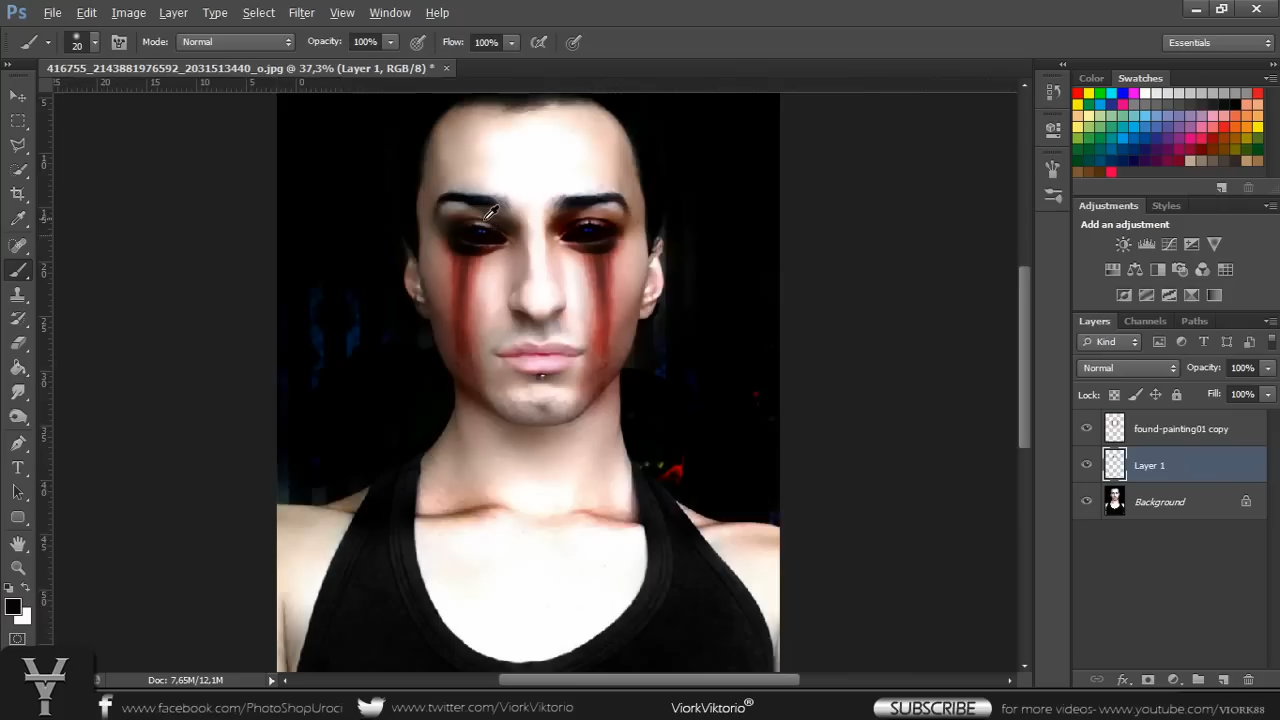 Ps File Edit Image Layer Type Select Filter View Window Help
20 Mode: Normal Opacity: 100% Flow: 100% Essentials
416755_2143881976592_2031513440_o.jpg @ 37,3% (Layer 1, RGB/8) * ×
Color Swatches
Adjustments Styles
Add an adjustment
Layers Channels Paths
Kind
Normal Opacity: 100%
Lock: Fill: 100%
found-painting01 copy
Layer 1
Background
Doc: 7,65M/12,1M
www.facebook.com/PhotoShopUroci www.twitter.com/ViorkViktorio ViorkViktorio® SUBSCRIBE for more videos- www.youtube.com/VIORK88